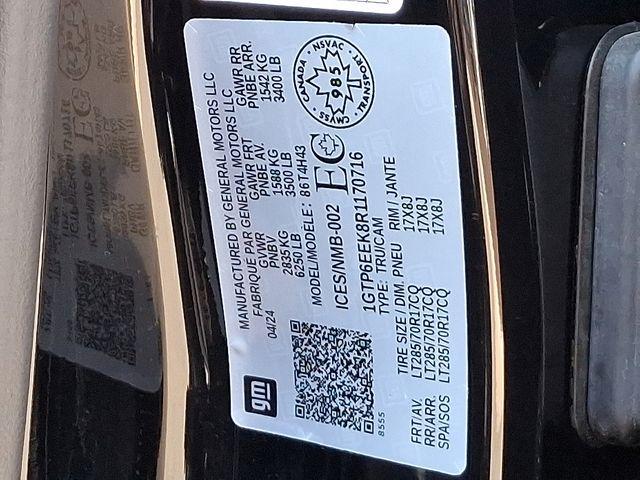 MANUFACTURED BY GENERAL MOTORS LLC
FABRIQUE PAR GENERAL MOTORS LLC
04/24
GVWR GAWR FRT GAWR RR
PNBV PNBE AV. PNBE ARR.
2835 KG 1588 KG 1542 KG
6250 LB 3500 LB 3400 LB
MODEL/MODÈLE: 86T4H43
ICES/NMB-002 EC
1GTP6EEK8R1170716
TYPE: TRU/CAM
TIRE SIZE / DIM. PNEU RIM / JANTE
FRT/AV. LT285/70R17CQ 17X8J
RR/ARR. LT285/70R17CQ 17X8J
SPA/SOS LT285/70R17CQ 17X8J
gm
8555
CANADA · NSVAC · TRANSPORT · CMVSS
985